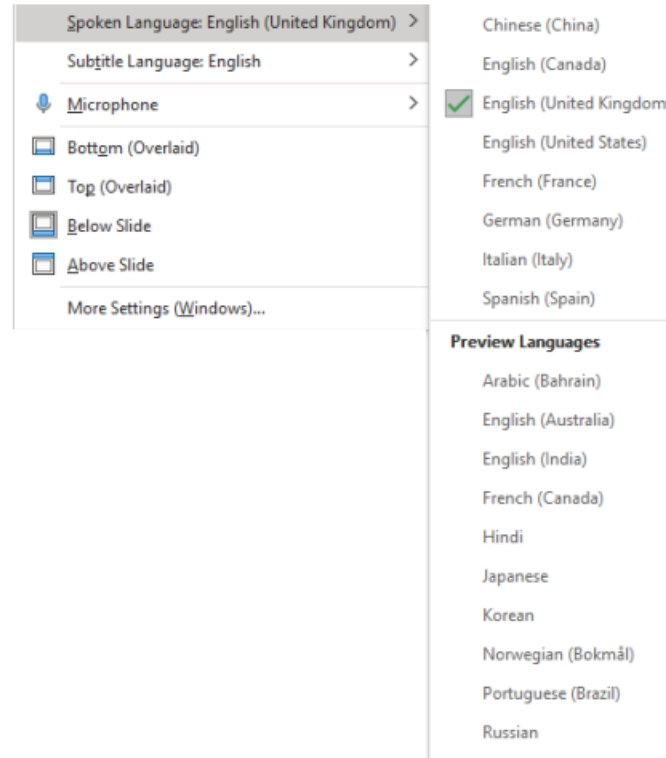 Spoken Language: English (United Kingdom)
Subtitle Language: English
Microphone
Bottom (Overlaid)
Top (Overlaid)
Below Slide
Above Slide
More Settings (Windows)...
Chinese (China)
English (Canada)
English (United Kingdom
English (United States)
French (France)
German (Germany)
Italian (Italy)
Spanish (Spain)
Preview Languages
Arabic (Bahrain)
English (Australia)
English (India)
French (Canada)
Hindi
Japanese
Korean
Norwegian (Bokmål)
Portuguese (Brazil)
Russian